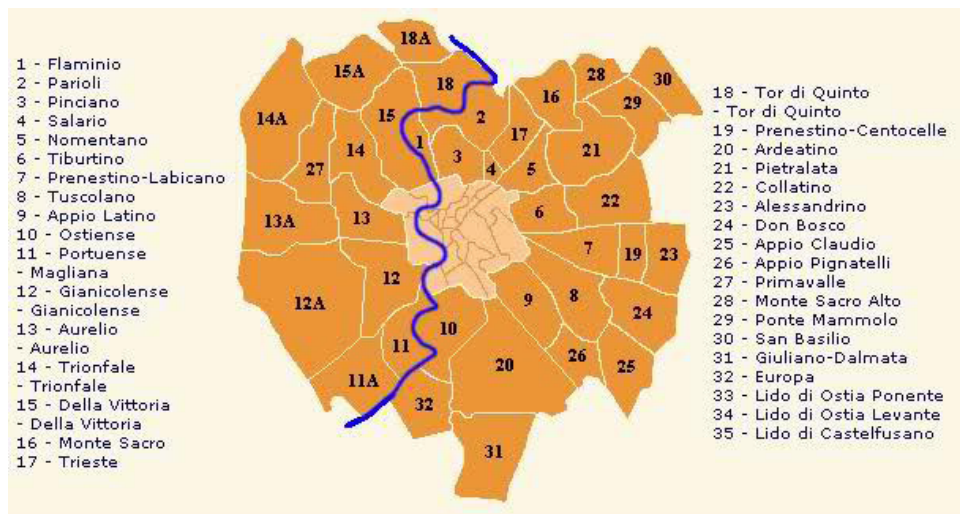 1 - Flaminio
2 - Parioli
3 - Pinciano
4 - Salario
5 - Nomentano
6 - Tiburtino
7 - Prenestino-Labicano
8 - Tuscolano
9 - Appio Latino
10 - Ostiense
11 - Portuense
- Magliana
12 - Gianicolense
- Gianicolense
13 - Aurelio
- Aurelio
14 - Trionfale
- Trionfale
15 - Della Vittoria
- Della Vittoria
16 - Monte Sacro
17 - Trieste
18A
15A
18
28
30
14A
15
2
16
29
14
1
17
27
3
4
5
21
13A
13
6
22
7
19
23
12A
12
9
8
24
11
10
20
26
25
11A
32
31
18 - Tor di Quinto
- Tor di Quinto
19 - Prenestino-Centocelle
20 - Ardeatino
21 - Pietralata
22 - Collatino
23 - Alessandrino
24 - Don Bosco
25 - Appio Claudio
26 - Appio Pignatelli
27 - Primavalle
28 - Monte Sacro Alto
29 - Ponte Mammolo
30 - San Basilio
31 - Giuliano-Dalmata
32 - Europa
33 - Lido di Ostia Ponente
34 - Lido di Ostia Levante
35 - Lido di Castelfusano